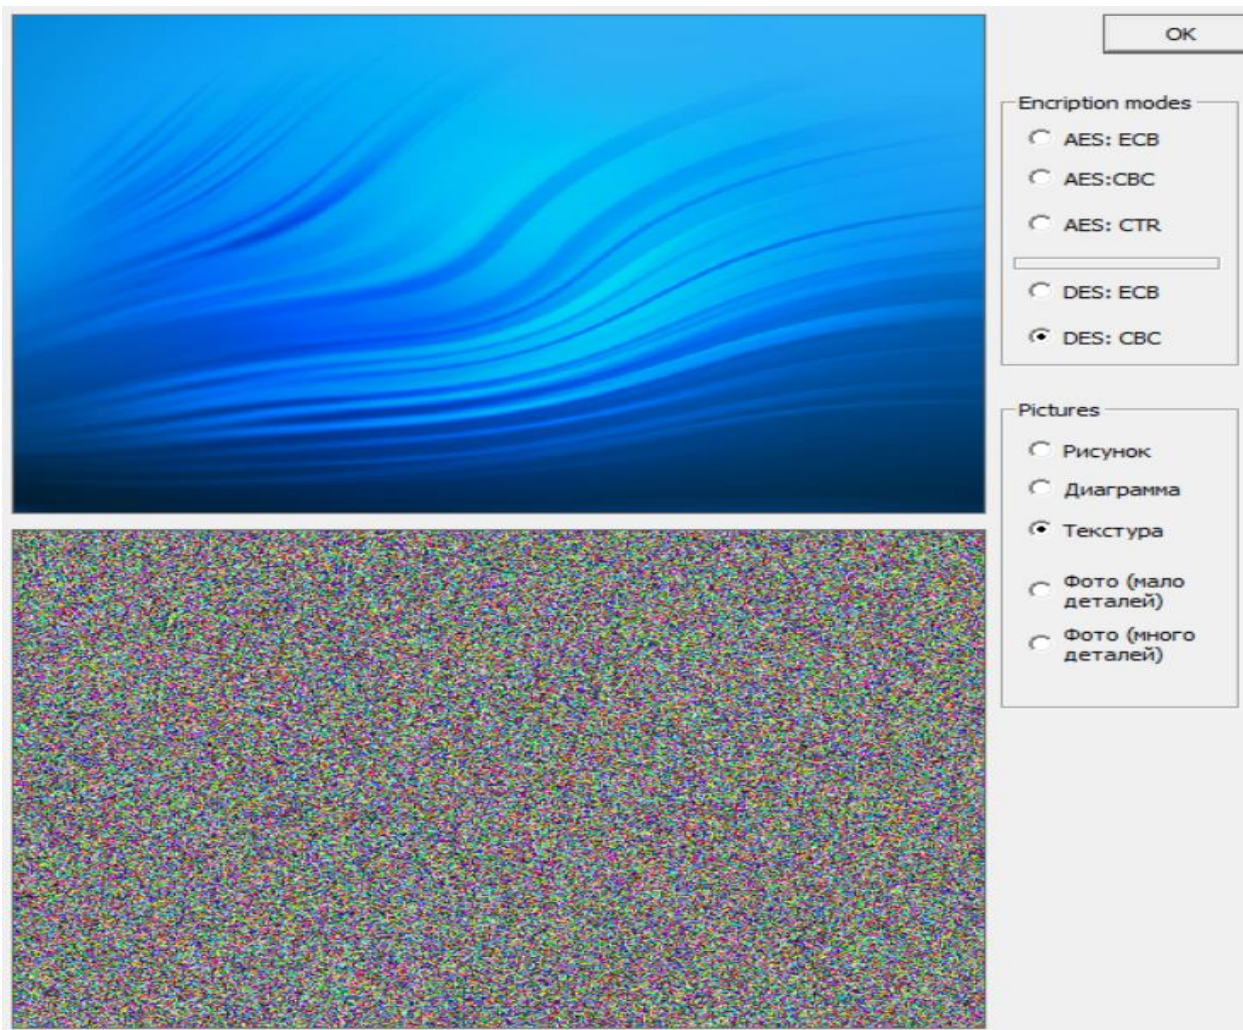 OK
Encription modes
AES: ECB
AES:CBC
AES: CTR
DES: ECB
DES: CBC
Pictures
Рисунок
Диаграмма
Текстура
Фото (мало
деталей)
Фото (много
деталей)